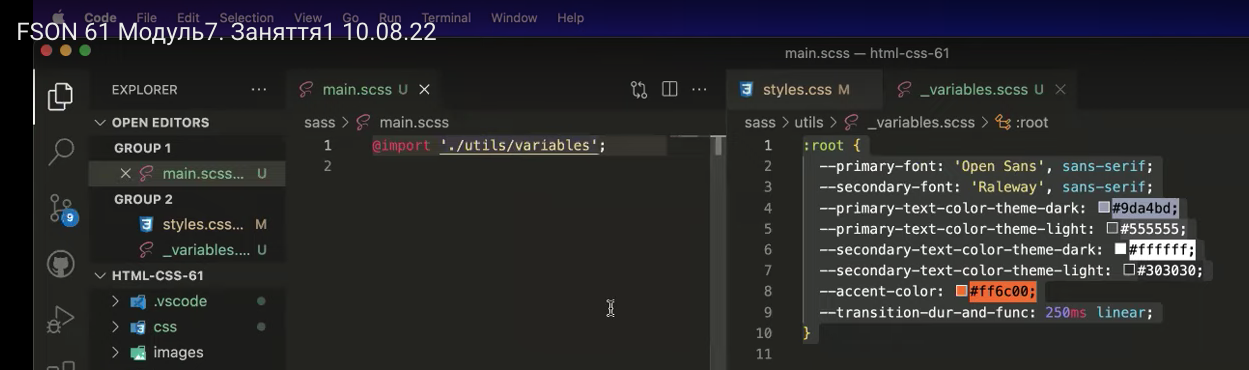 Code File Edit Selection View Go Run Terminal Window Help
FSON 61 Модуль7. Заняття1 10.08.22
main.scss — html-css-61
EXPLORER
OPEN EDITORS
GROUP 1
main.scss... U
GROUP 2
styles.css... M
_variables.... U
HTML-CSS-61
.vscode
css
images
9
main.scss U
sass > main.scss
1 @import './utils/variables';
2
styles.css M
_variables.scss U
sass > utils > _variables.scss > :root
1 :root {
2 --primary-font: 'Open Sans', sans-serif;
3 --secondary-font: 'Raleway', sans-serif;
4 --primary-text-color-theme-dark: #9da4bd;
5 --primary-text-color-theme-light: #555555;
6 --secondary-text-color-theme-dark: #ffffff;
7 --secondary-text-color-theme-light: #303030;
8 --accent-color: #ff6c00;
9 --transition-dur-and-func: 250ms linear;
10 }
11